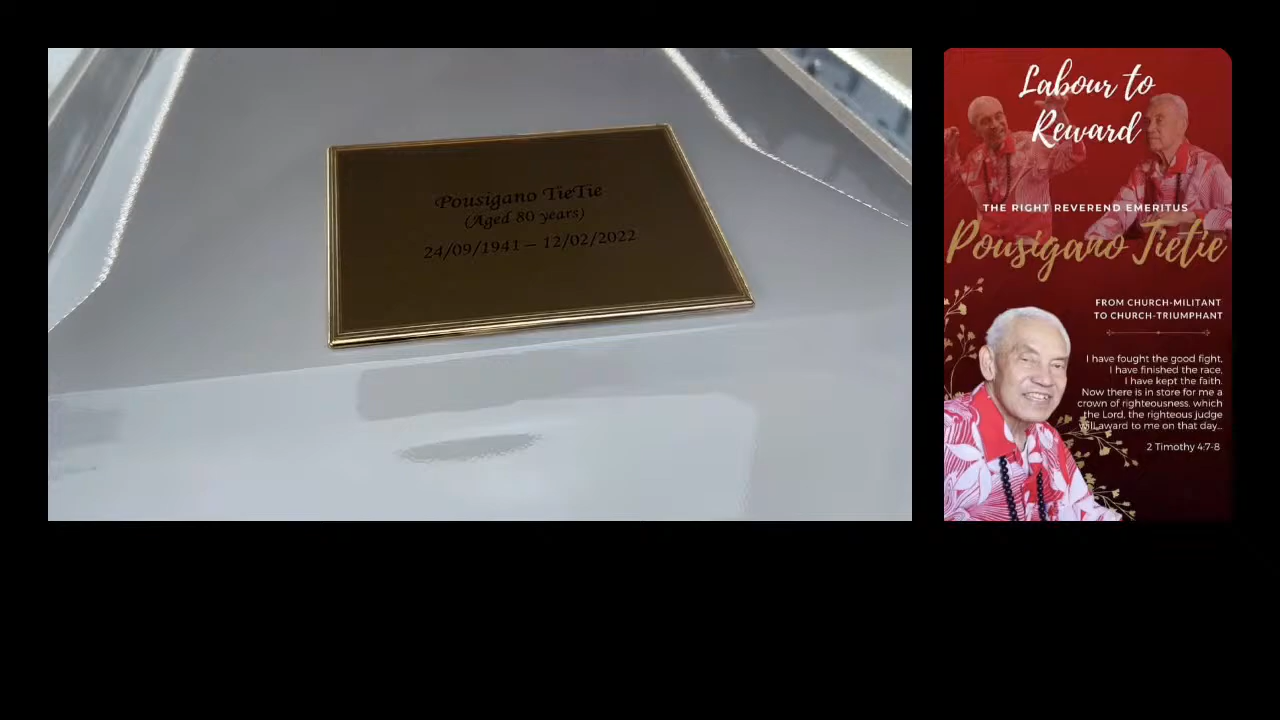 Pousigano TieTie
(Aged 80 years)
24/09/1941 – 12/02/2022
Labour to
Reward
THE RIGHT REVEREND EMERITUS
Pousigano Tietie
FROM CHURCH-MILITANT
TO CHURCH-TRIUMPHANT
I have fought the good fight,
I have finished the race,
I have kept the faith.
Now there is in store for me a
crown of righteousness, which
the Lord, the righteous judge
will award to me on that day...
2 Timothy 4:7-8